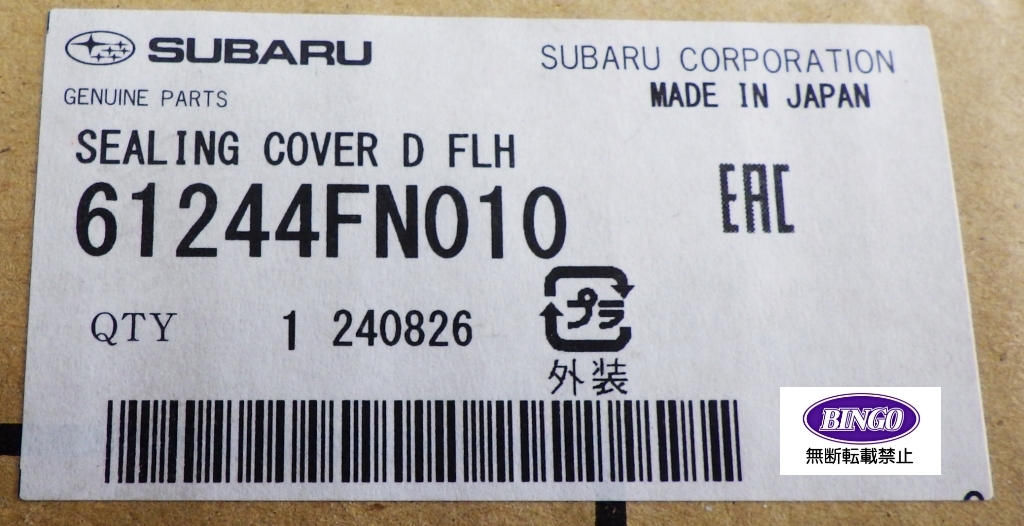 SUBARU
SUBARU CORPORATION
GENUINE PARTS
MADE IN JAPAN
SEALING COVER D FLH
61244FN010
EAC
QTY 1 240826
プラ
外装
BINGO
無断転載禁止